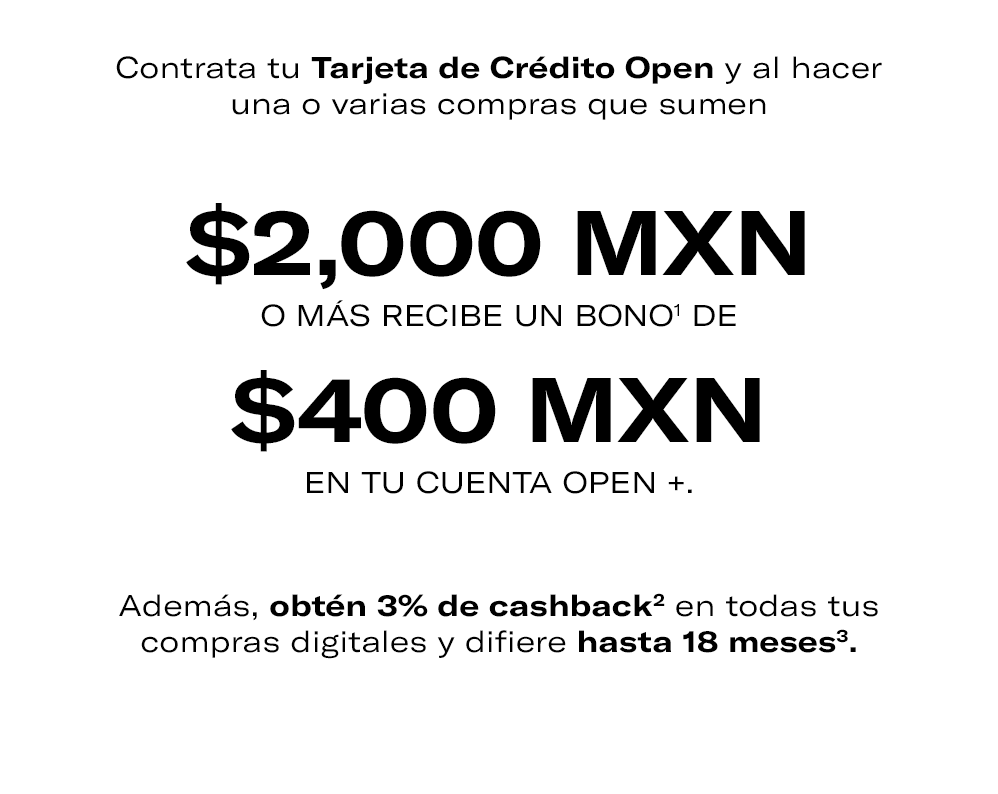 Contrata tu Tarjeta de Crédito Open y al hacer
una o varias compras que sumen
$2,000 MXN
O MÁS RECIBE UN BONO¹ DE
$400 MXN
EN TU CUENTA OPEN +.
Además, obtén 3% de cashback² en todas tus
compras digitales y difiere hasta 18 meses³.